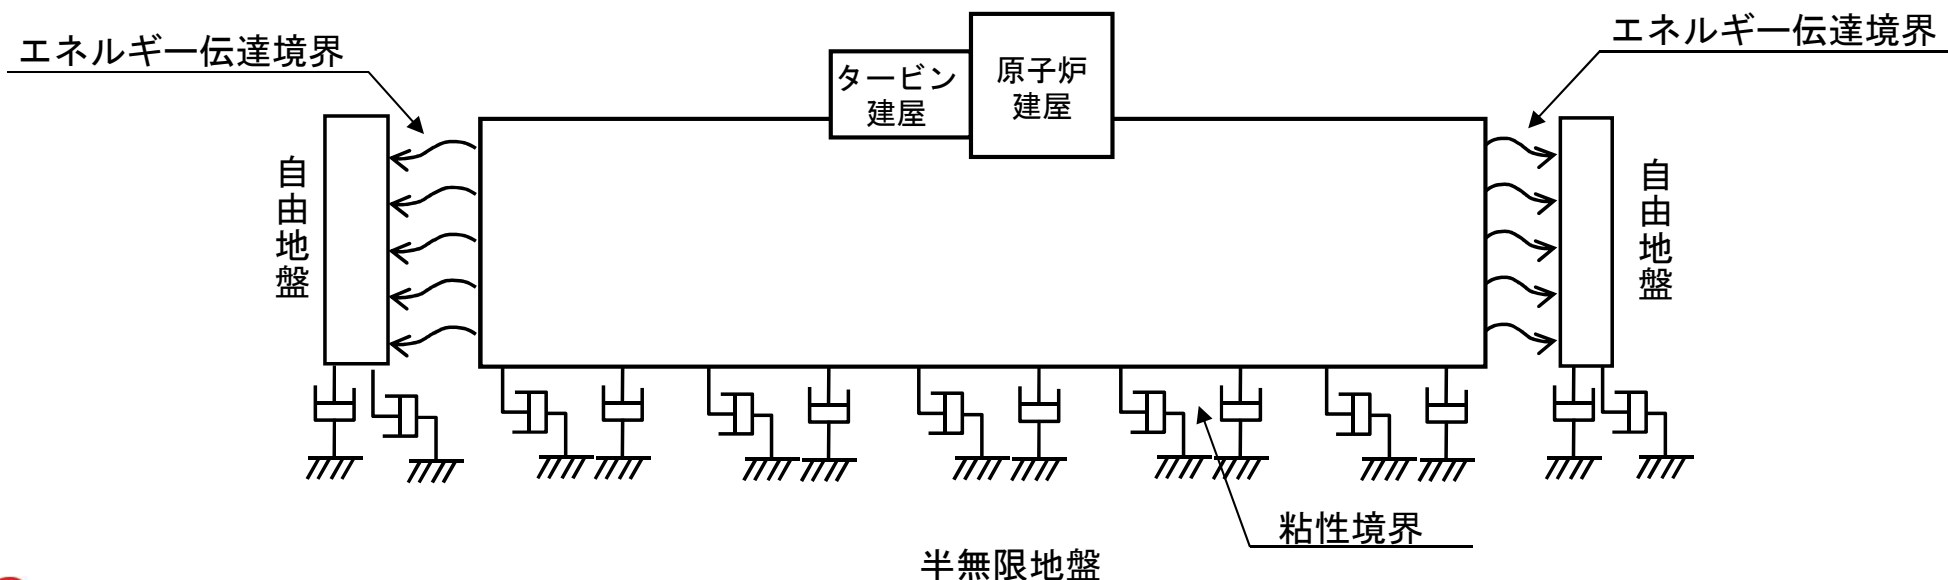 エネルギー伝達境界
エネルギー伝達境界
タービン
建屋
原子炉
建屋
自由地盤
自由地盤
粘性境界
半無限地盤